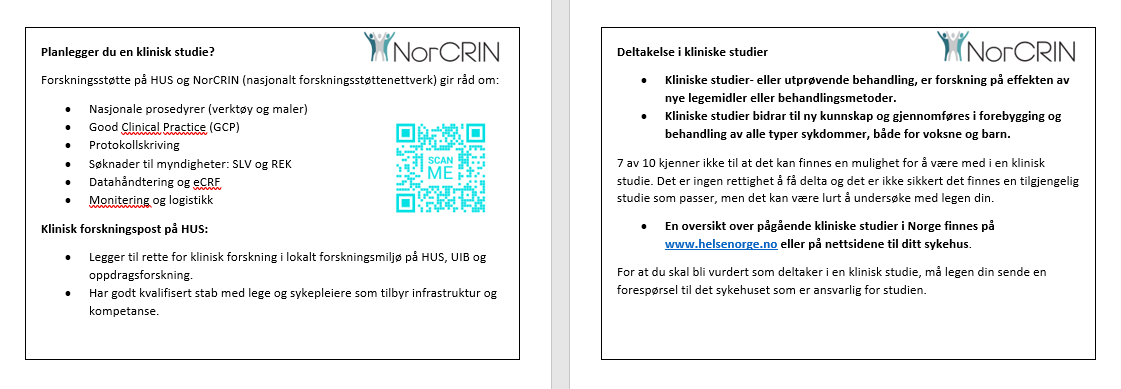 Planlegger du en klinisk studie?
NorCRIN
Forskningsstøtte på HUS og NorCRIN (nasjonalt forskningsstøttenettverk) gir råd om:
• Nasjonale prosedyrer (verktøy og maler)
• Good Clinical Practice (GCP)
• Protokollskriving
• Søknader til myndigheter: SLV og REK
• Datahåndtering og eCRF
• Monitering og logistikk
SCAN
ME
Klinisk forskningspost på HUS:
• Legger til rette for klinisk forskning i lokalt forskningsmiljø på HUS, UIB og
oppdragsforskning.
• Har godt kvalifisert stab med lege og sykepleiere som tilbyr infrastruktur og
kompetanse.
Deltakelse i kliniske studier
NorCRIN
• Kliniske studier- eller utprøvende behandling, er forskning på effekten av
nye legemidler eller behandlingsmetoder.
• Kliniske studier bidrar til ny kunnskap og gjennomføres i forebygging og
behandling av alle typer sykdommer, både for voksne og barn.
7 av 10 kjenner ikke til at det kan finnes en mulighet for å være med i en klinisk
studie. Det er ingen rettighet å få delta og det er ikke sikkert det finnes en tilgjengelig
studie som passer, men det kan være lurt å undersøke med legen din.
• En oversikt over pågående kliniske studier i Norge finnes på
www.helsenorge.no eller på nettsidene til ditt sykehus.
For at du skal bli vurdert som deltaker i en klinisk studie, må legen din sende en
forespørsel til det sykehuset som er ansvarlig for studien.